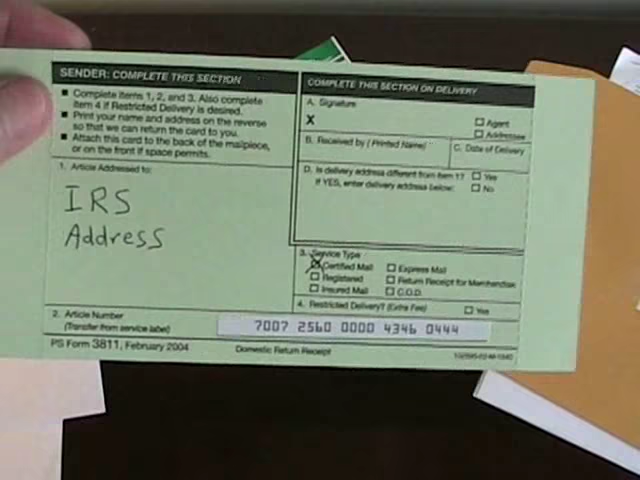 SENDER: COMPLETE THIS SECTION
■ Complete items 1, 2, and 3. Also complete
item 4 if Restricted Delivery is desired.
■ Print your name and address on the reverse
so that we can return the card to you.
■ Attach this card to the back of the mailpiece,
or on the front if space permits.
1. Article Addressed to:
IRS
Address
2. Article Number
(Transfer from service label)
7007 2560 0000 4346 0444
PS Form 3811, February 2004
Domestic Return Receipt
COMPLETE THIS SECTION ON DELIVERY
A. Signature
X
Agent
Addressee
B. Received by (Printed Name)
C. Date of Delivery
D. Is delivery address different from item 1? Yes
If YES, enter delivery address below: No
3. Service Type
Certified Mail Express Mail
Registered Return Receipt for Merchandise
Insured Mail C.O.D.
4. Restricted Delivery? (Extra Fee) Yes